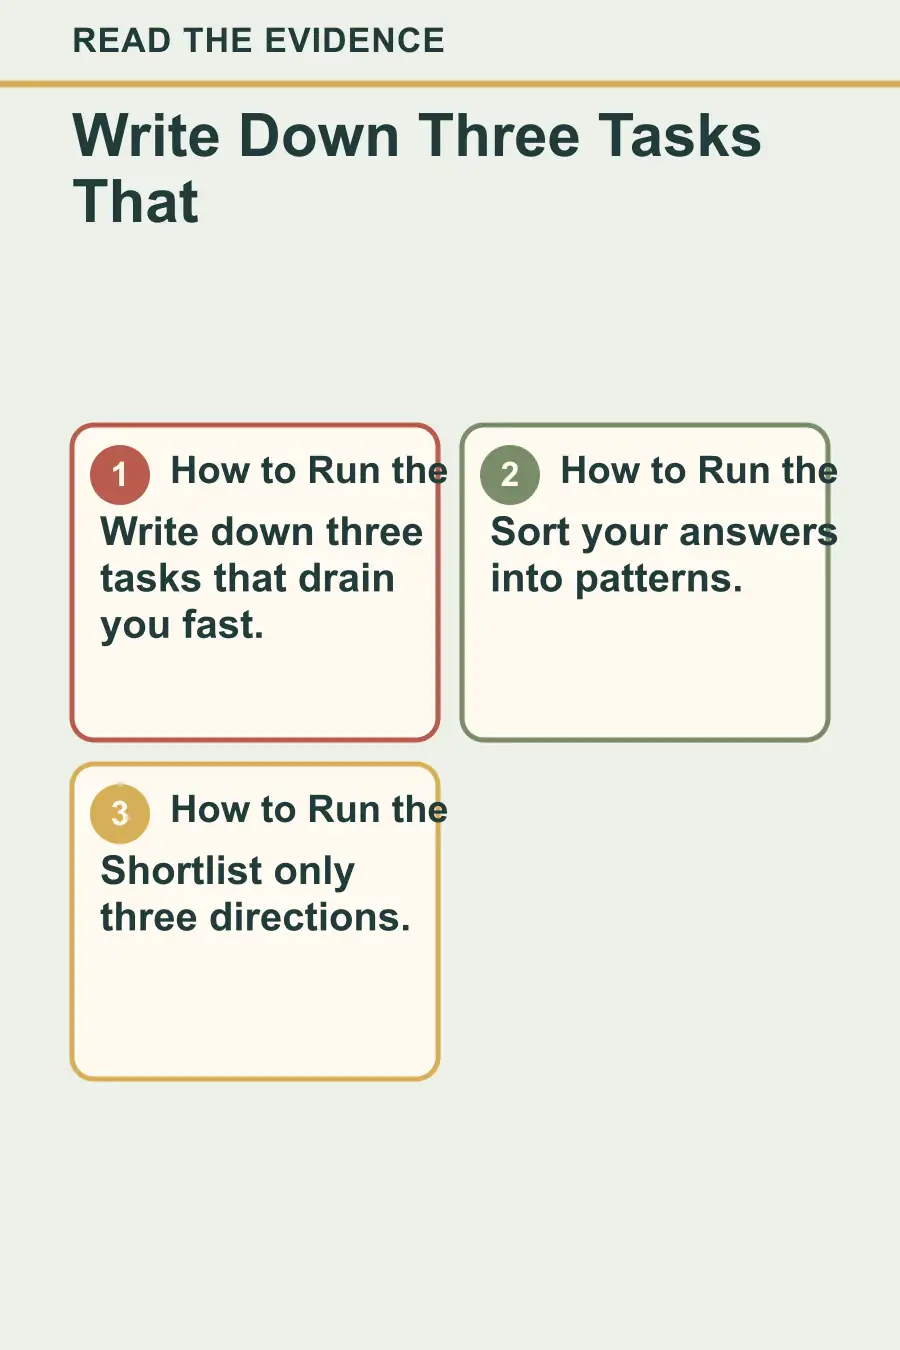 READ THE EVIDENCE
Write Down Three Tasks
That
1 How to Run the
Write down three
tasks that drain
you fast.
2 How to Run the
Sort your answers
into patterns.
3 How to Run the
Shortlist only
three directions.